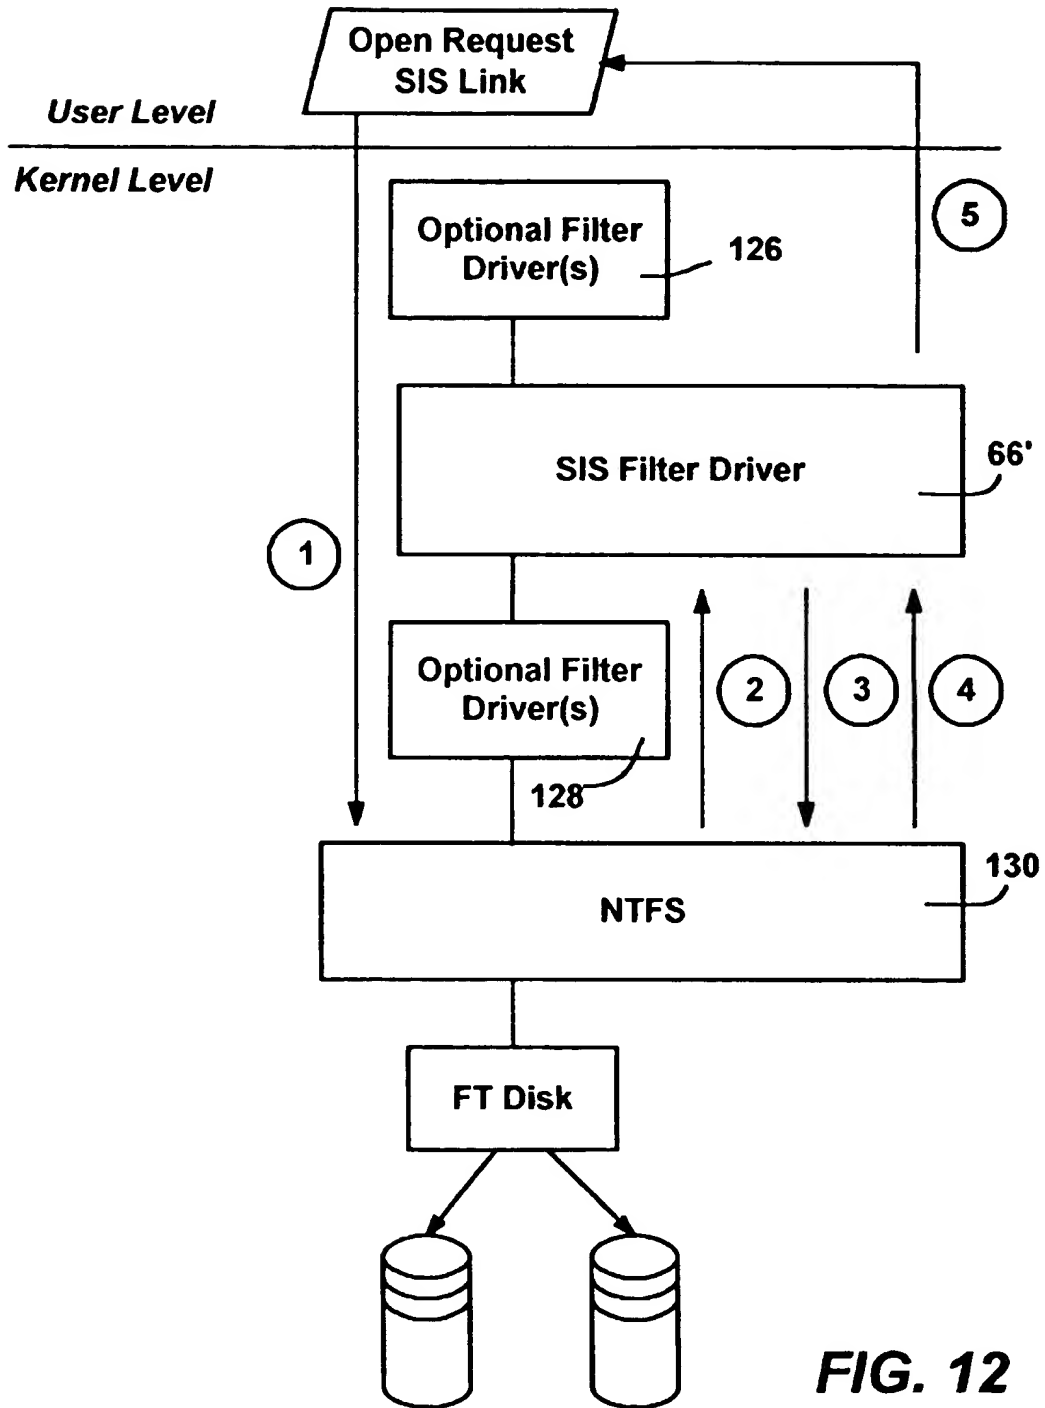 Open Request
SIS Link
User Level
Kernel Level
5
Optional Filter
Driver(s)
126
SIS Filter Driver
66'
1
Optional Filter
Driver(s)
2
3
4
128
NTFS
130
FT Disk
FIG. 12